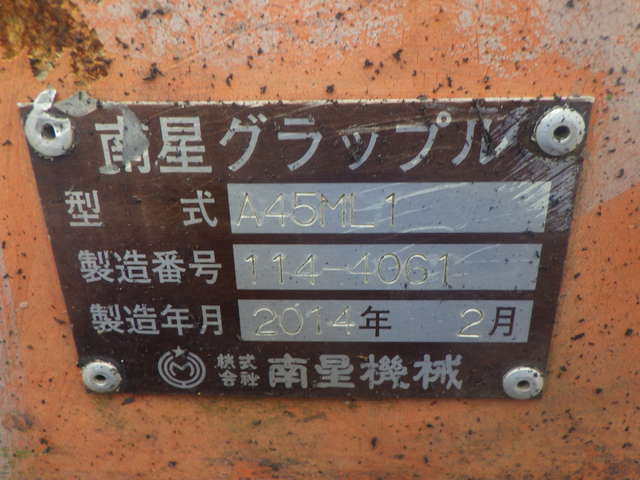 南星グラップル
型式 A45ML1
製造番号 114-4061
製造年月 2014年 2月
株式会社 南星機械